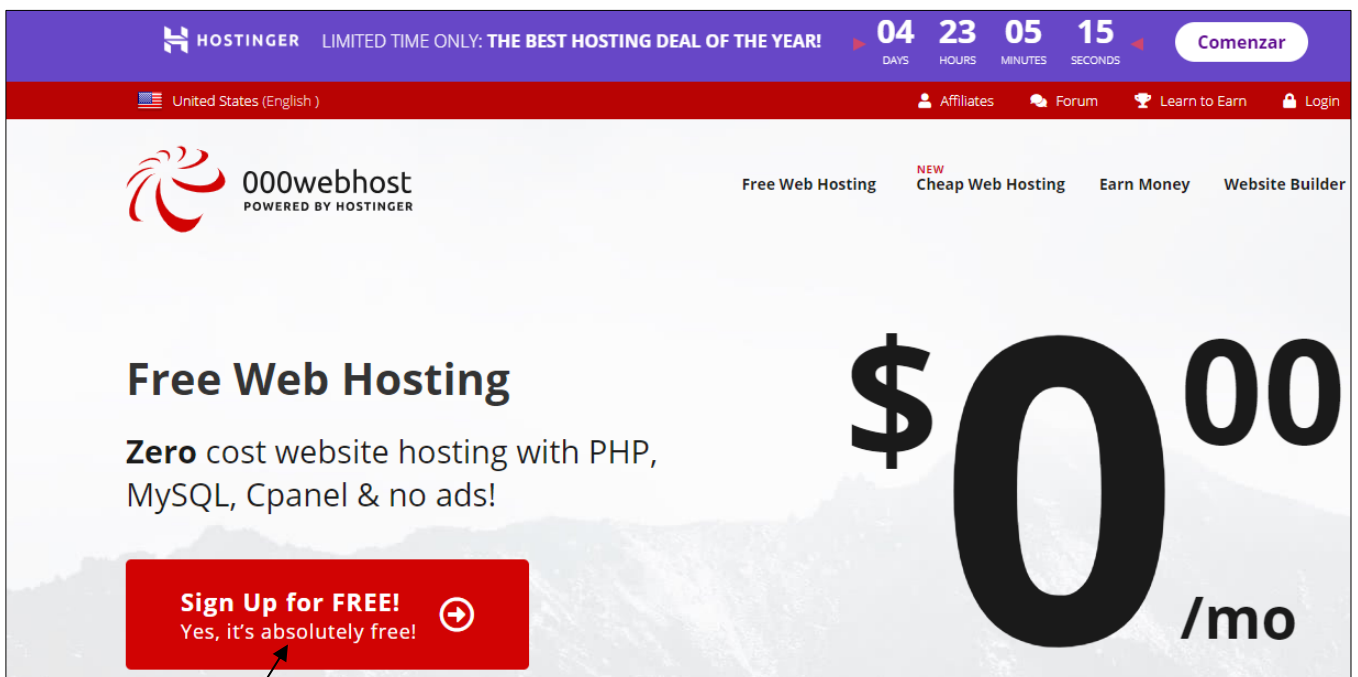 HOSTINGER LIMITED TIME ONLY: THE BEST HOSTING DEAL OF THE YEAR! 04 23 05 15 Comenzar
DAYS HOURS MINUTES SECONDS
United States (English ) Affiliates Forum Learn to Earn Login
000webhost
POWERED BY HOSTINGER
NEW
Free Web Hosting Cheap Web Hosting Earn Money Website Builder
Free Web Hosting
Zero cost website hosting with PHP,
MySQL, Cpanel & no ads!
Sign Up for FREE!
Yes, it's absolutely free!
$000
/mo